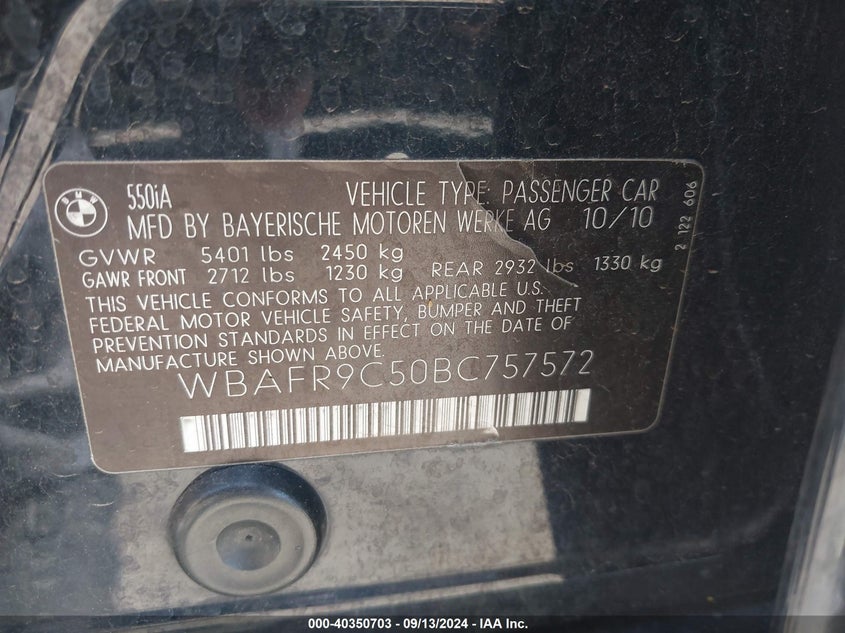 BMW
550iA VEHICLE TYPE: PASSENGER CAR
MFD BY BAYERISCHE MOTOREN WERKE AG 10/10
GVWR 5401 lbs 2450 kg
GAWR FRONT 2712 lbs 1230 kg REAR 2932 lbs 1330 kg
THIS VEHICLE CONFORMS TO ALL APPLICABLE U.S.
FEDERAL MOTOR VEHICLE SAFETY, BUMPER AND THEFT
PREVENTION STANDARDS IN EFFECT ON THE DATE OF
MANUFACTURE SHOWN ABOVE.
WBAFR9C50BC757572
2 122 606
000-40350703 - 09/13/2024 - IAA Inc.